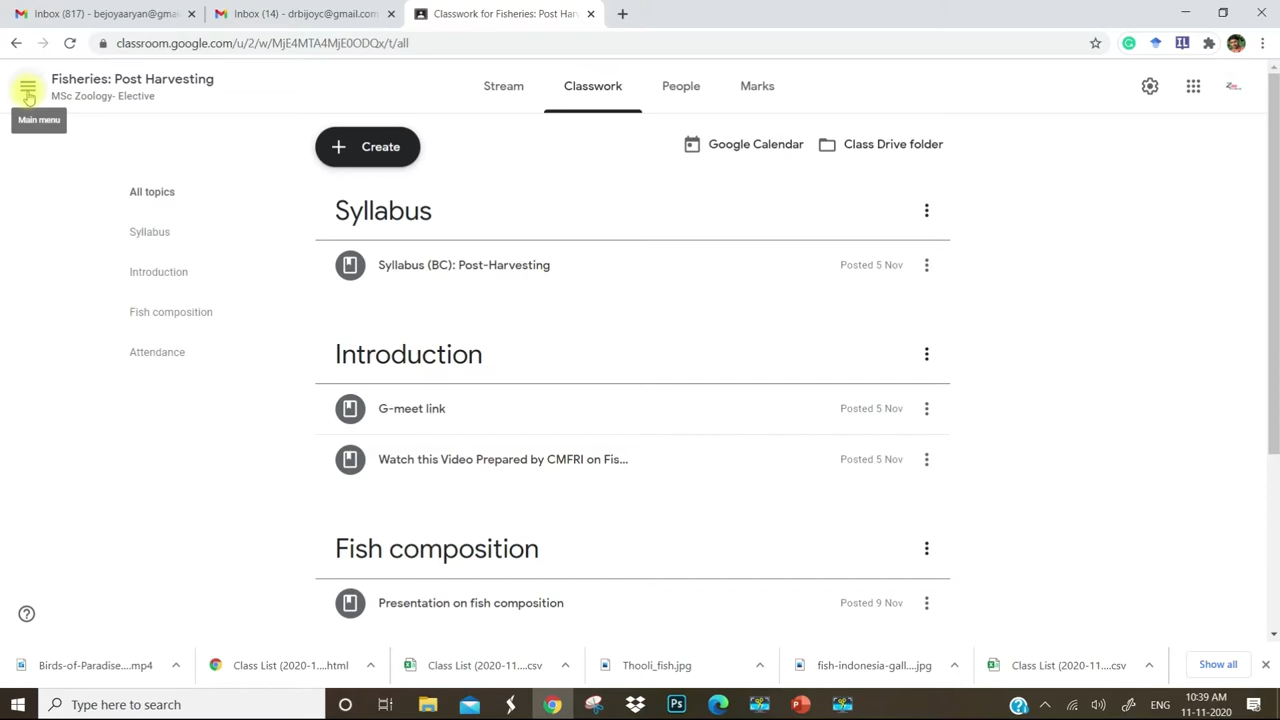 Inbox (817) - bejoyaaryan@gma
Inbox (14) - drbijoyc@gmail.com
Classwork for Fisheries: Post Har
classroom.google.com/u/2/w/MjE4MTA4MjE0ODQx/t/all
Fisheries: Post Harvesting
MSc Zoology- Elective
Stream
Classwork
People
Marks
Main menu
Create
Google Calendar
Class Drive folder
All topics
Syllabus
Introduction
Fish composition
Attendance
Syllabus
Syllabus (BC): Post-Harvesting
Posted 5 Nov
Introduction
G-meet link
Posted 5 Nov
Watch this Video Prepared by CMFRI on Fis...
Posted 5 Nov
Fish composition
Presentation on fish composition
Posted 9 Nov
Birds-of-Paradise....mp4
Class List (2020-1....html
Class List (2020-11....csv
Thooli_fish.jpg
fish-indonesia-gall....jpg
Class List (2020-11....csv
Show all
Type here to search
ENG
10:39 AM
11-11-2020